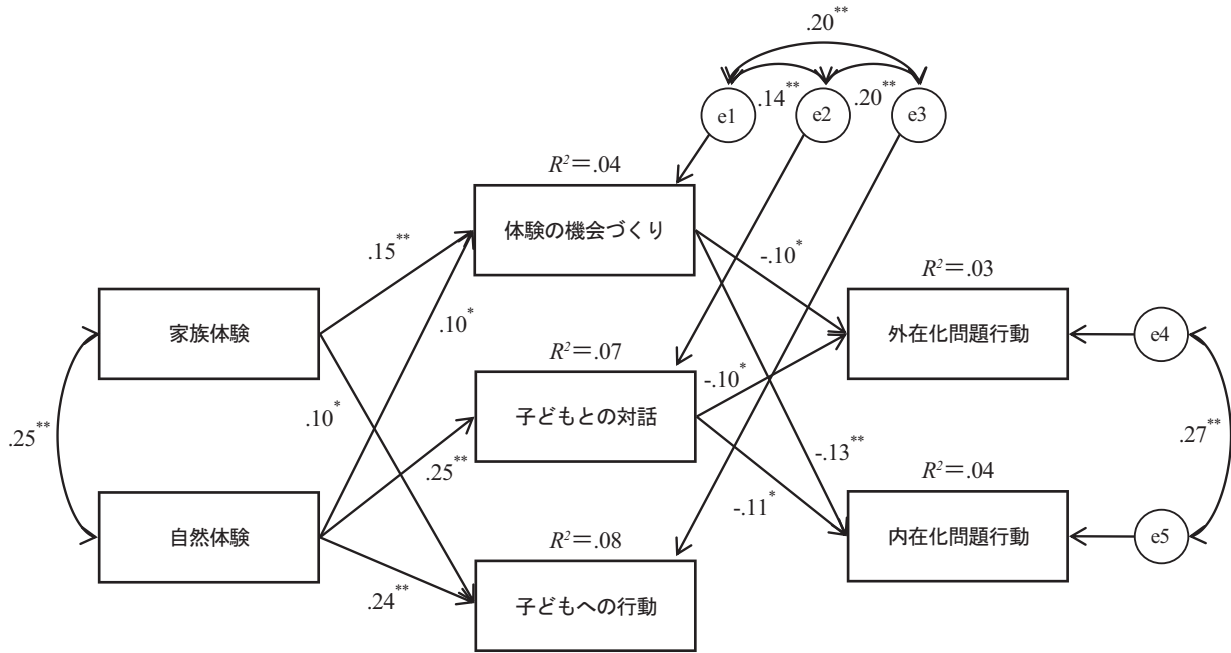 .20**
e1
.14**
e2
.20**
e3
R²＝.04
体験の機会づくり
.15**
-.10*
R²＝.03
家族体験
.10*
外在化問題行動
e4
R²＝.07
-.10*
.10*
子どもとの対話
.25**
.25**
-.13**
.27**
R²＝.04
-.11*
自然体験
内在化問題行動
e5
R²＝.08
.24**
子どもへの行動